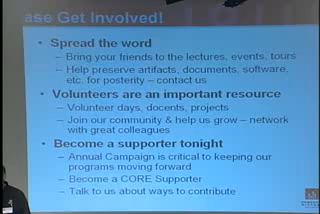 ase Get Involved!
• Spread the word
– Bring your friends to the lectures, events, tours
– Help preserve artifacts, documents, software,
etc. for posterity – contact us
• Volunteers are an important resource
– Volunteer days, docents, projects
– Join our community & help us grow – network
with great colleagues
• Become a supporter tonight
– Annual Campaign is critical to keeping our
programs moving forward
– Become a CORE Supporter
– Talk to us about ways to contribute